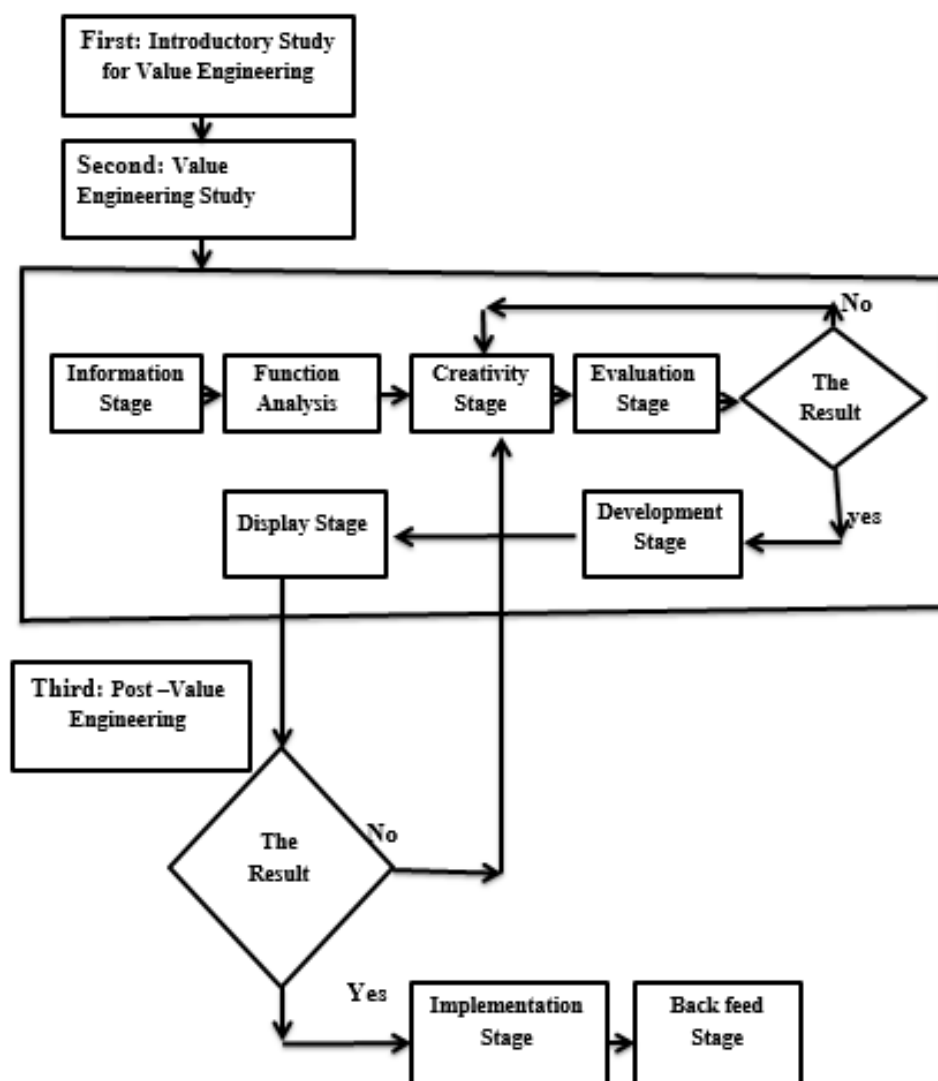 First: Introductory Study
for Value Engineering
Second: Value
Engineering Study
No
Information
Stage
Function
Analysis
Creativity
Stage
Evaluation
Stage
The
Result
yes
Display Stage
Development
Stage
Third: Post –Value
Engineering
The
Result
No
Yes
Implementation
Stage
Back feed
Stage